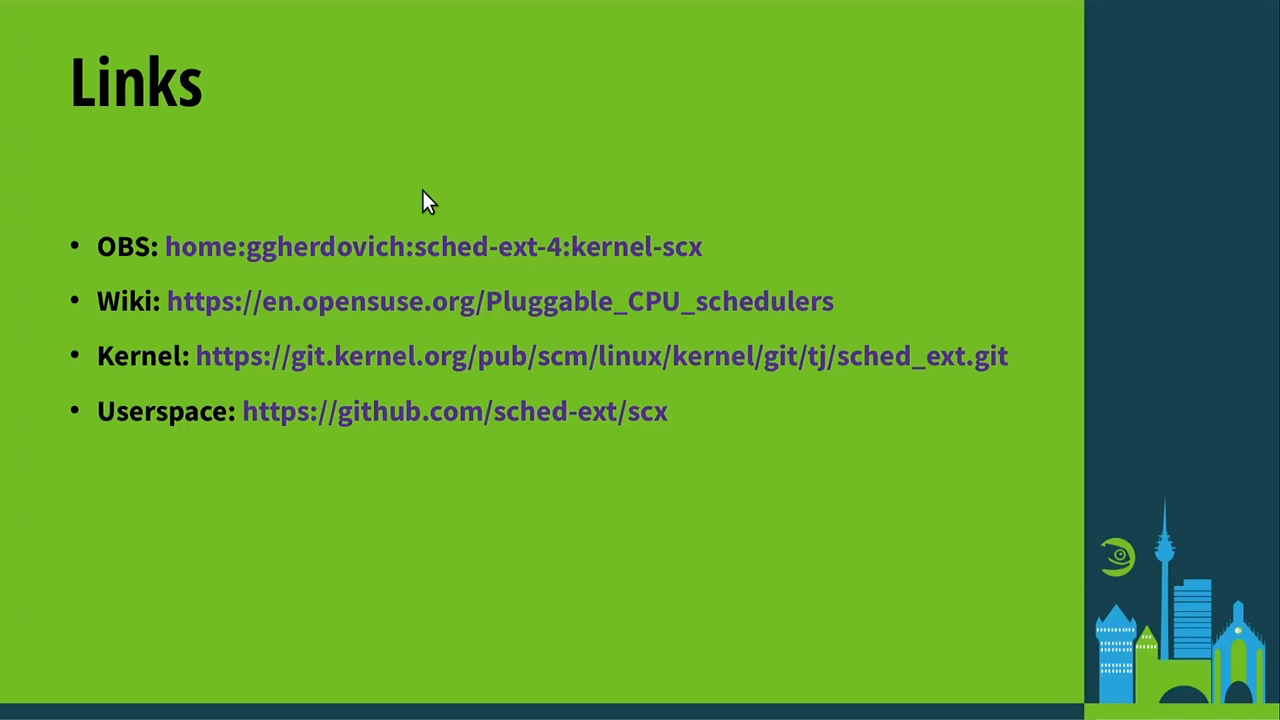 Links
• OBS: home:ggherdovich:sched-ext-4:kernel-scx
• Wiki: https://en.opensuse.org/Pluggable_CPU_schedulers
• Kernel: https://git.kernel.org/pub/scm/linux/kernel/git/tj/sched_ext.git
• Userspace: https://github.com/sched-ext/scx